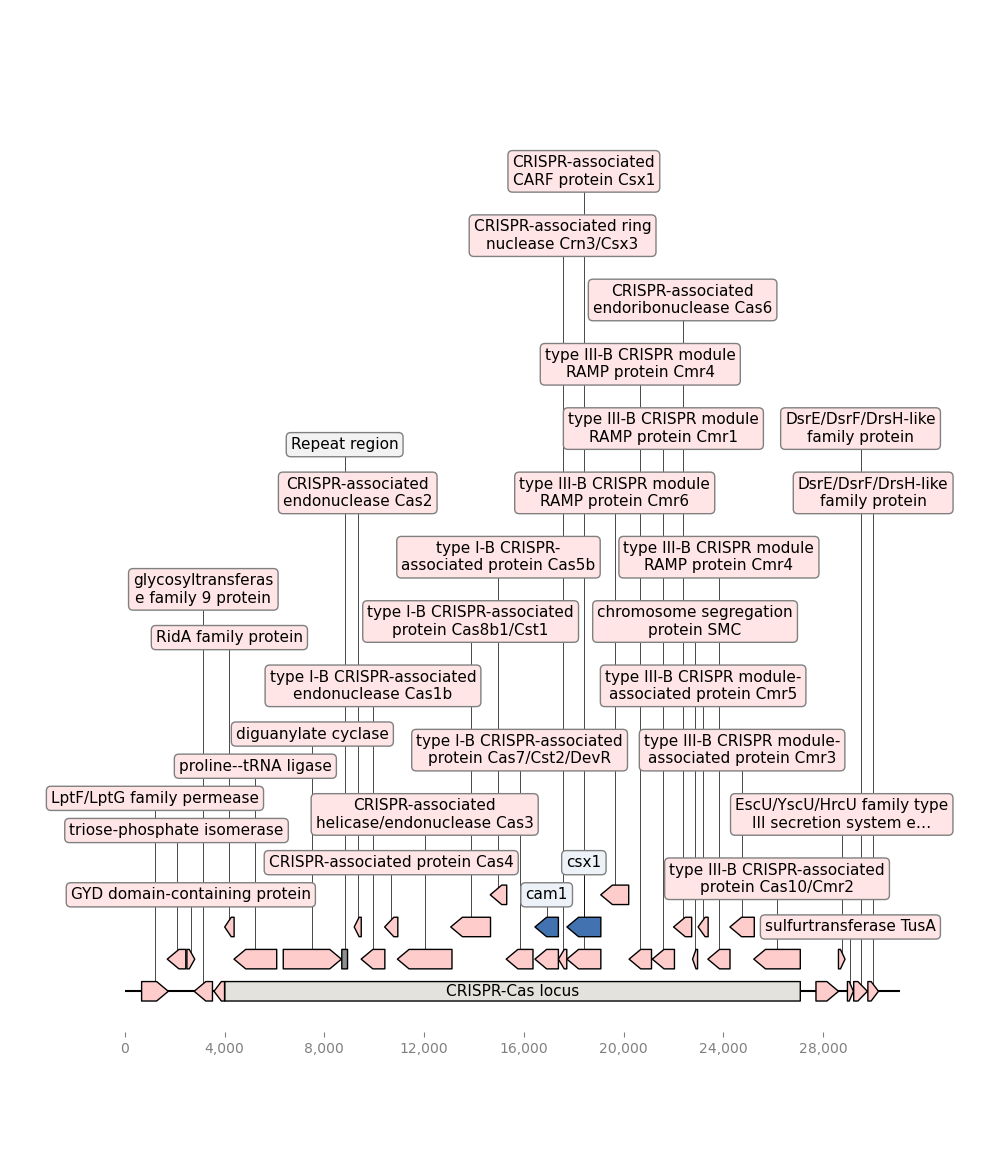 CRISPR-associated
CARF protein Csx1
CRISPR-associated ring
nuclease Crn3/Csx3
CRISPR-associated
endoribonuclease Cas6
type III-B CRISPR module
RAMP protein Cmr4
type III-B CRISPR module
RAMP protein Cmr1
DsrE/DsrF/DrsH-like
family protein
Repeat region
CRISPR-associated
endonuclease Cas2
type III-B CRISPR module
RAMP protein Cmr6
DsrE/DsrF/DrsH-like
family protein
type I-B CRISPR-
associated protein Cas5b
type III-B CRISPR module
RAMP protein Cmr4
glycosyltransferas
e family 9 protein
type I-B CRISPR-associated
protein Cas8b1/Cst1
chromosome segregation
protein SMC
RidA family protein
type I-B CRISPR-associated
endonuclease Cas1b
type III-B CRISPR module-
associated protein Cmr5
diguanylate cyclase
type I-B CRISPR-associated
protein Cas7/Cst2/DevR
type III-B CRISPR module-
associated protein Cmr3
proline--tRNA ligase
LptF/LptG family permease
CRISPR-associated
helicase/endonuclease Cas3
EscU/YscU/HrcU family type
III secretion system e...
triose-phosphate isomerase
CRISPR-associated protein Cas4
csx1
type III-B CRISPR-associated
protein Cas10/Cmr2
GYD domain-containing protein
cam1
sulfurtransferase TusA
CRISPR-Cas locus
0
4,000
8,000
12,000
16,000
20,000
24,000
28,000